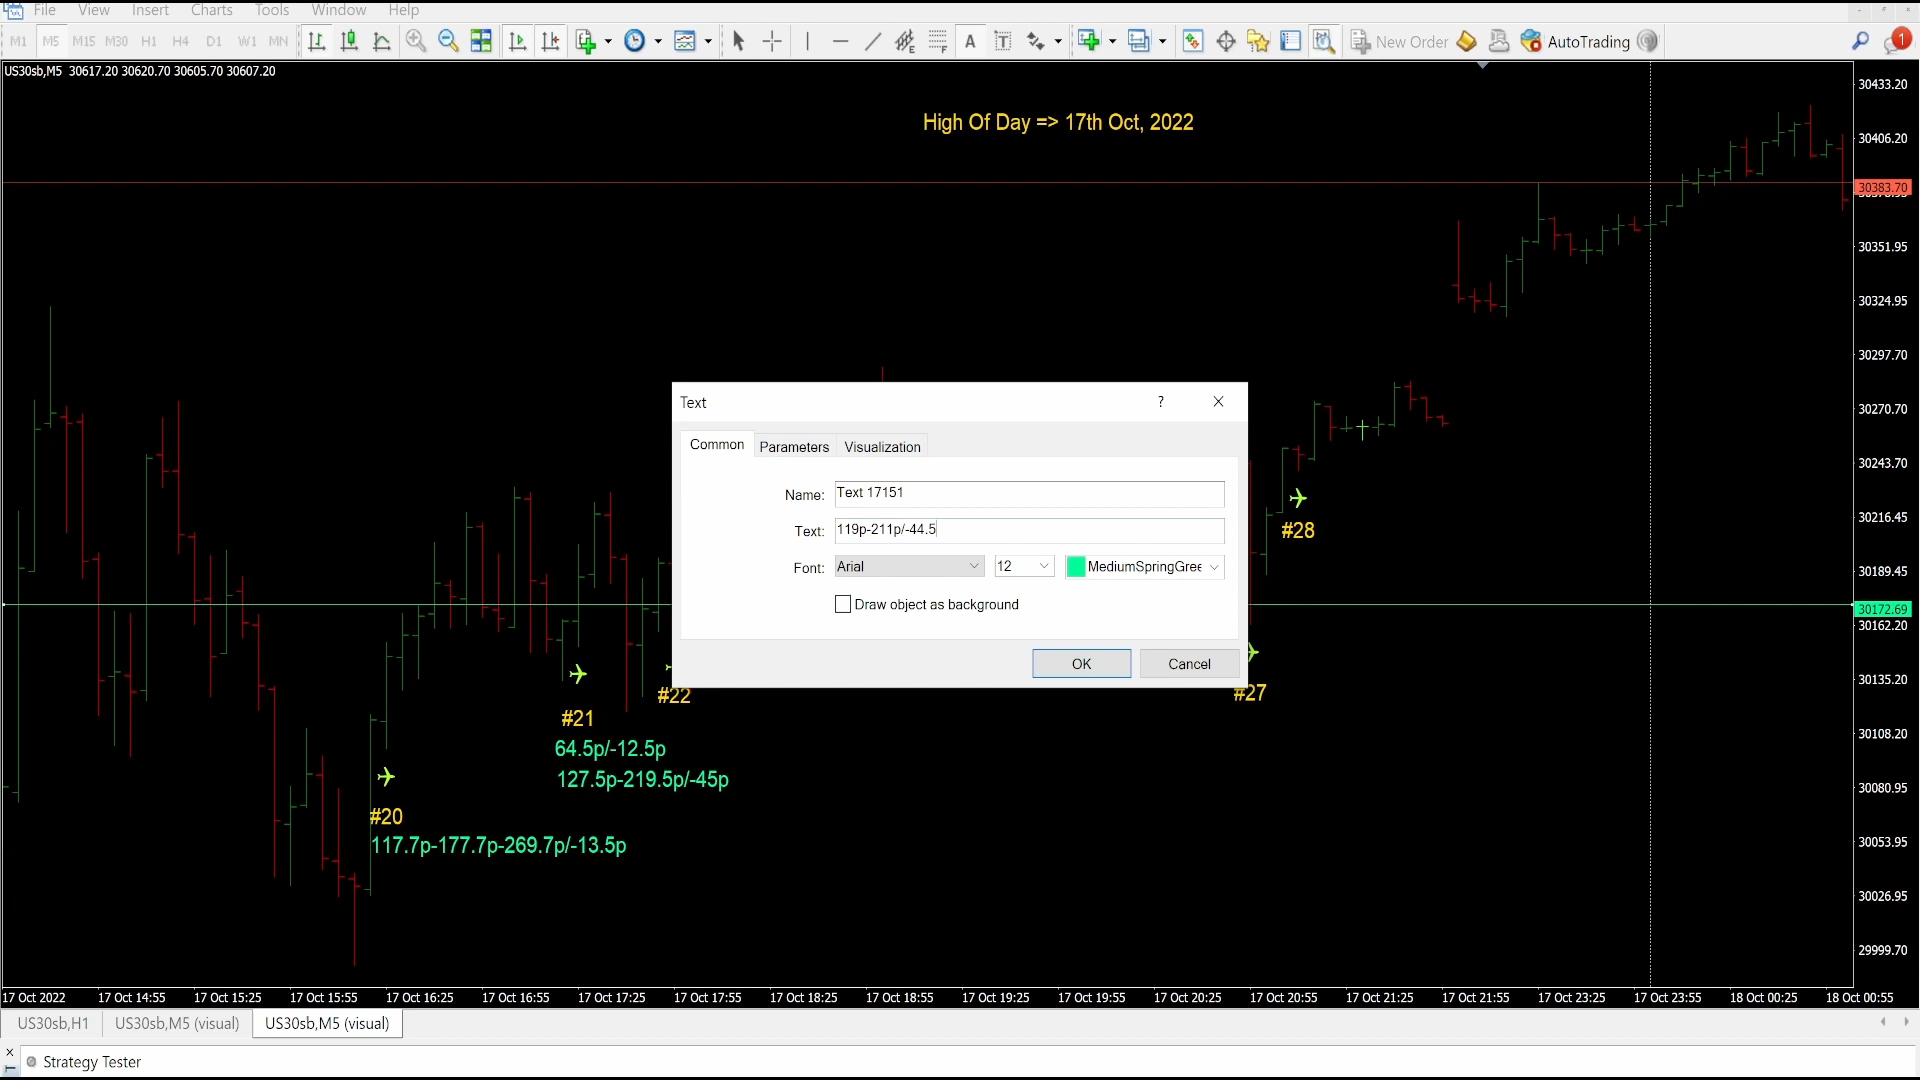 File View Insert Charts Tools Window Help
M1 M5 M15 M30 H1 H4 D1 W1 MN New Order AutoTrading 1
US30sb,M5 30617.20 30620.70 30605.70 30607.20
High Of Day => 17th Oct, 2022
30433.20
30406.20
30383.70
30351.95
30324.95
30297.70
30270.70
30243.70
30216.45
30189.45
30172.69
30162.20
30135.20
30108.20
30080.95
30053.95
30026.95
29999.70
Text ?
Common Parameters Visualization
Name: Text 17151
Text: 119p-211p/-44.5
Font: Arial 12 MediumSpringGree
Draw object as background
OK Cancel
#28
#27
#22
#21
64.5p/-12.5p
127.5p-219.5p/-45p
#20
117.7p-177.7p-269.7p/-13.5p
17 Oct 2022 17 Oct 14:55 17 Oct 15:25 17 Oct 15:55 17 Oct 16:25 17 Oct 16:55 17 Oct 17:25 17 Oct 17:55 17 Oct 18:25 17 Oct 18:55 17 Oct 19:25 17 Oct 19:55 17 Oct 20:25 17 Oct 20:55 17 Oct 21:25 17 Oct 21:55 17 Oct 23:25 17 Oct 23:55 18 Oct 00:25 18 Oct 00:55
US30sb,H1 US30sb,M5 (visual) US30sb,M5 (visual)
Strategy Tester